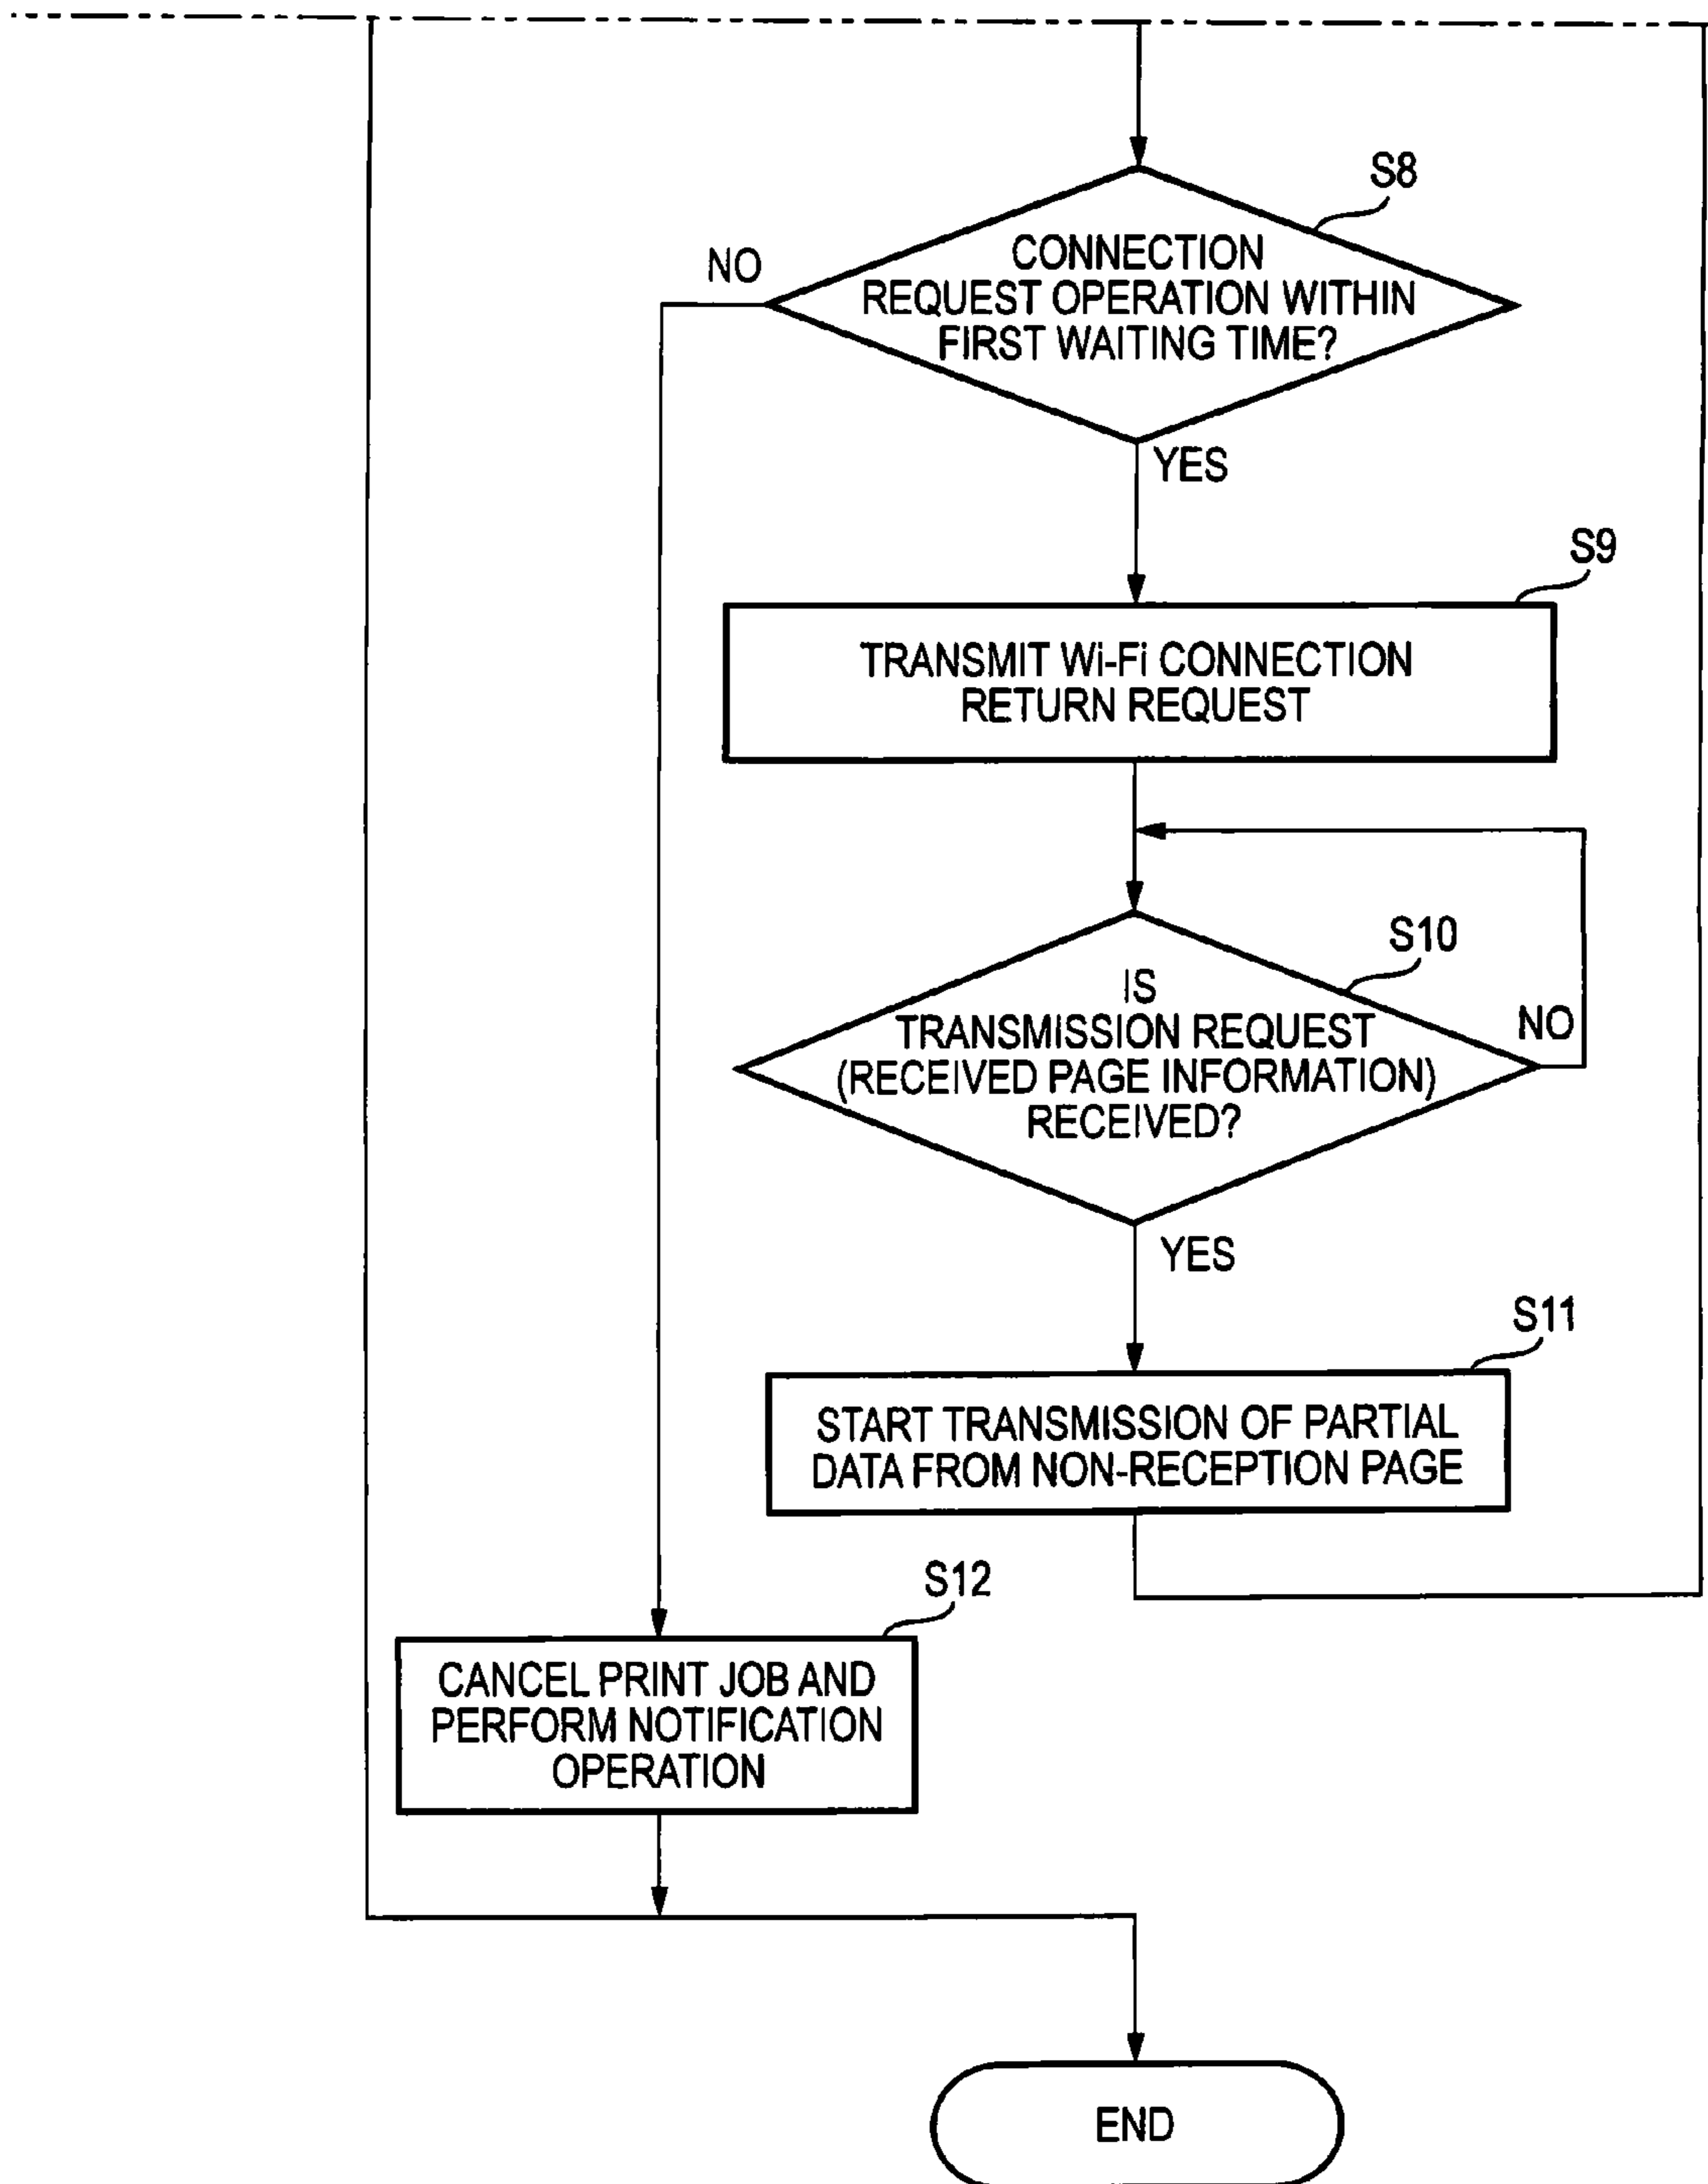 S8
NO
CONNECTION
REQUEST OPERATION WITHIN
FIRST WAITING TIME?
YES
S9
TRANSMIT Wi-Fi CONNECTION
RETURN REQUEST
S10
IS
TRANSMISSION REQUEST
(RECEIVED PAGE INFORMATION)
RECEIVED?
NO
YES
S11
START TRANSMISSION OF PARTIAL
DATA FROM NON-RECEPTION PAGE
S12
CANCEL PRINT JOB AND
PERFORM NOTIFICATION
OPERATION
END